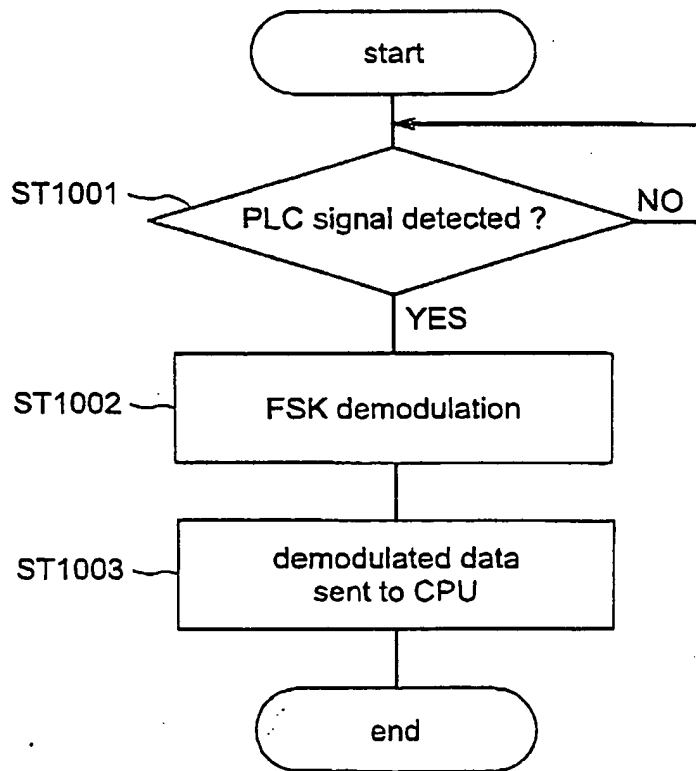 start
ST1001
PLC signal detected ?
NO
YES
ST1002
FSK demodulation
ST1003
demodulated data
sent to CPU
end